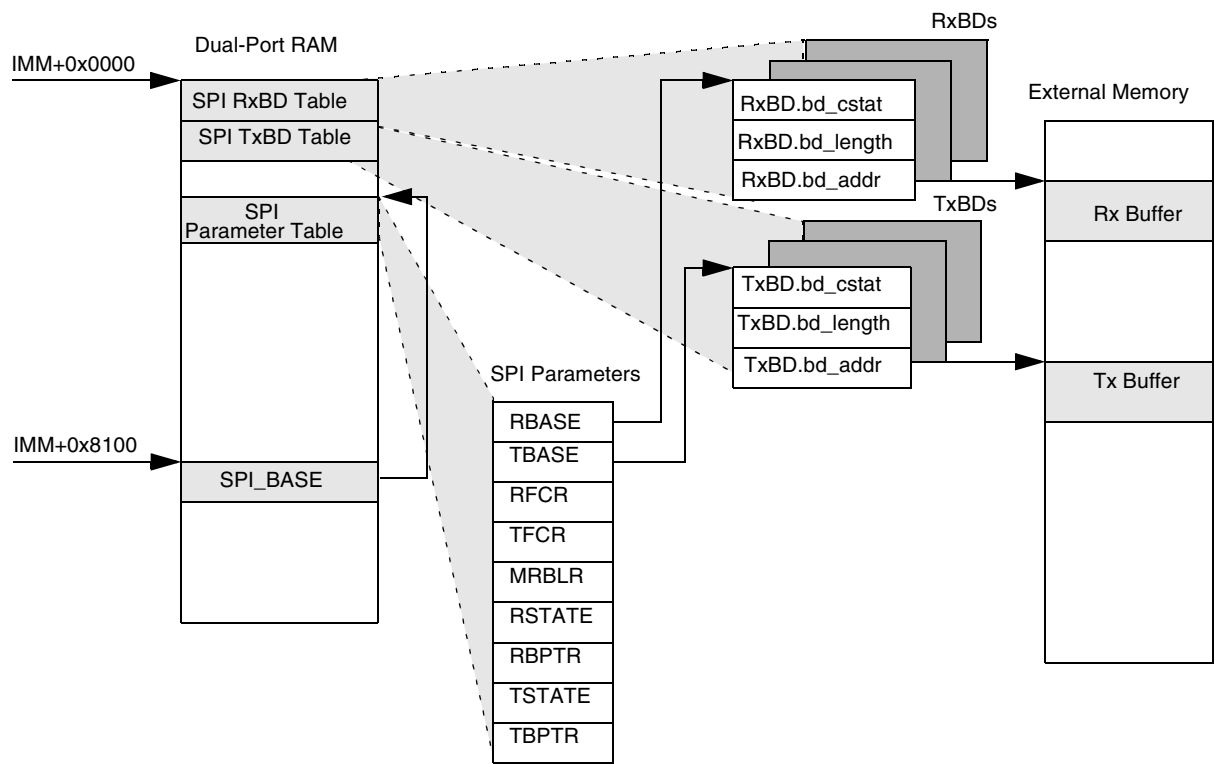 RxBDs
Dual-Port RAM
IMM+0x0000
External Memory
SPI RxBD Table
SPI TxBD Table
RxBD.bd_cstat
RxBD.bd_length
RxBD.bd_addr
TxBDs
SPI
Parameter Table
Rx Buffer
TxBD.bd_cstat
TxBD.bd_length
TxBD.bd_addr
Tx Buffer
SPI Parameters
RBASE
TBASE
RFCR
TFCR
MRBLR
RSTATE
RBPTR
TSTATE
TBPTR
IMM+0x8100
SPI_BASE